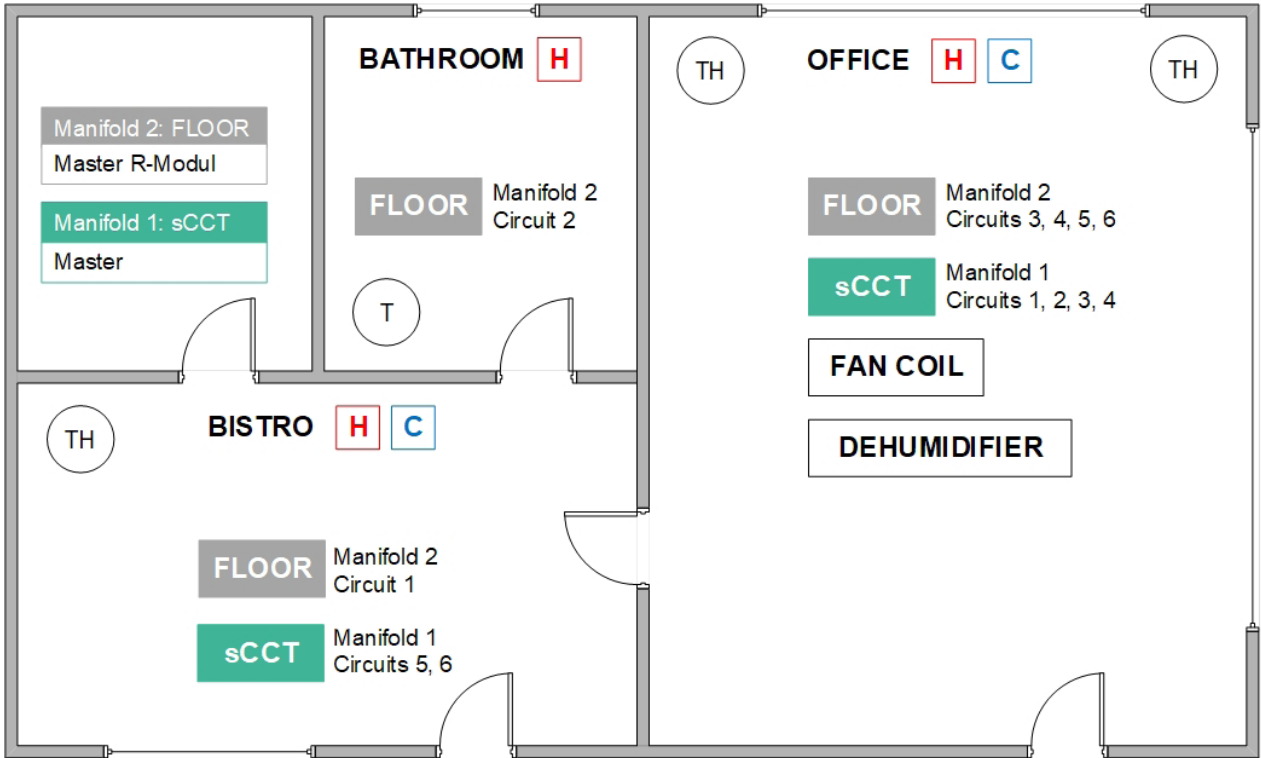 Manifold 2: FLOOR
Master R-Modul
Manifold 1: sCCT
Master
BATHROOM H
FLOOR
Manifold 2
Circuit 2
T
TH
OFFICE H C
TH
FLOOR
Manifold 2
Circuits 3, 4, 5, 6
sCCT
Manifold 1
Circuits 1, 2, 3, 4
FAN COIL
DEHUMIDIFIER
TH
BISTRO H C
FLOOR
Manifold 2
Circuit 1
sCCT
Manifold 1
Circuits 5, 6